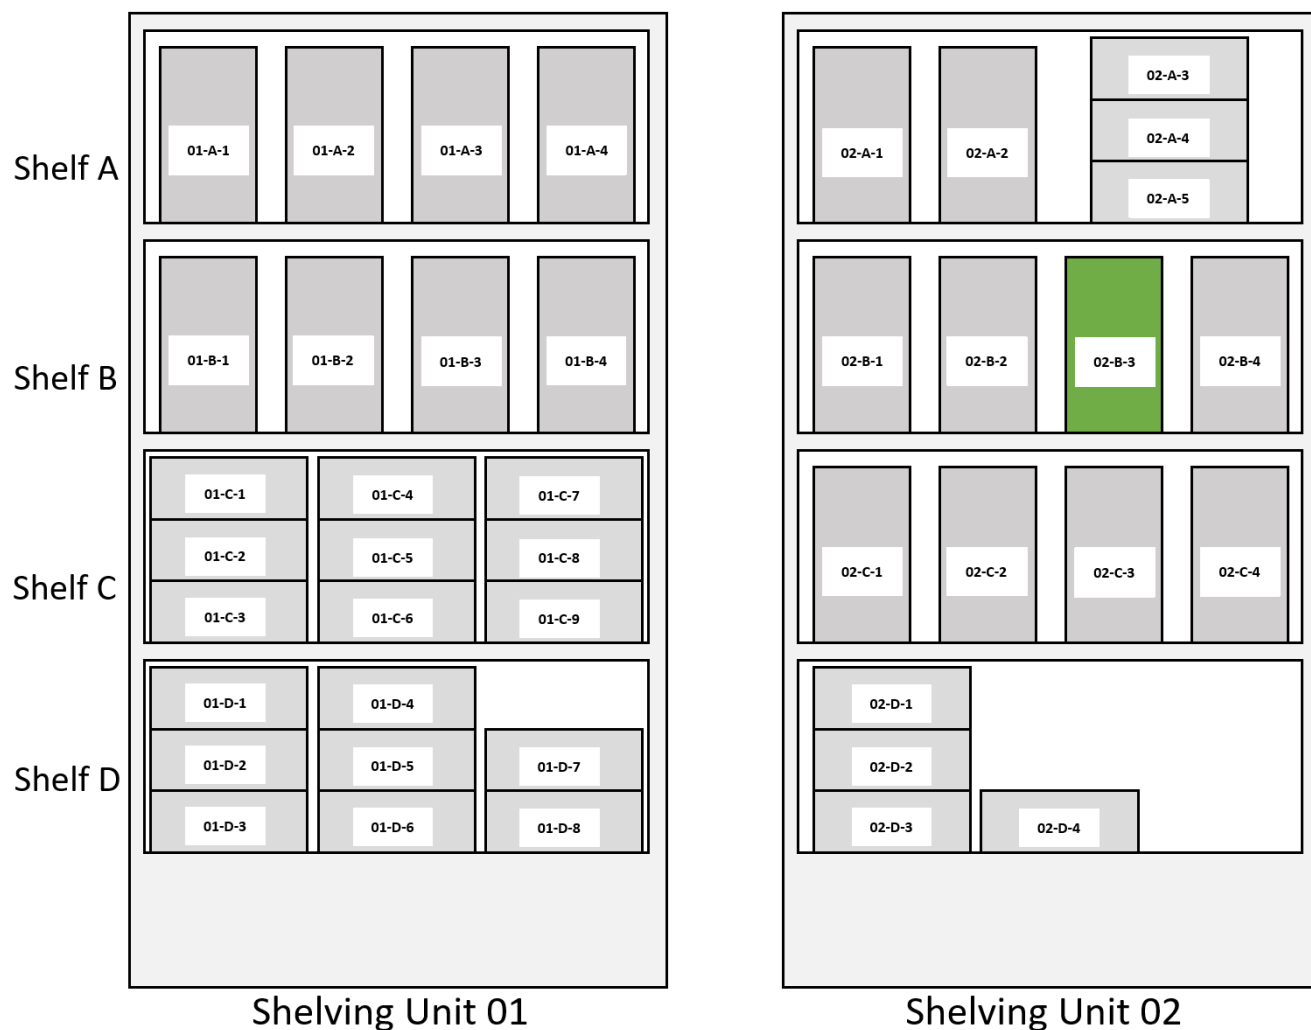 Shelf A
01-A-1
01-A-2
01-A-3
01-A-4
Shelf B
01-B-1
01-B-2
01-B-3
01-B-4
Shelf C
01-C-1
01-C-4
01-C-7
01-C-2
01-C-5
01-C-8
01-C-3
01-C-6
01-C-9
Shelf D
01-D-1
01-D-4
01-D-2
01-D-5
01-D-7
01-D-3
01-D-6
01-D-8
Shelving Unit 01
02-A-1
02-A-2
02-A-3
02-A-4
02-A-5
02-B-1
02-B-2
02-B-3
02-B-4
02-C-1
02-C-2
02-C-3
02-C-4
02-D-1
02-D-2
02-D-3
02-D-4
Shelving Unit 02